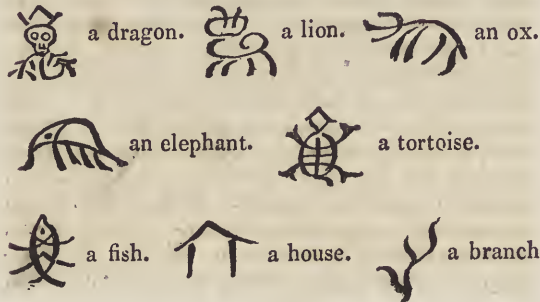 a dragon. a lion. an ox.
an elephant. a tortoise.
a fish. a house. a branch